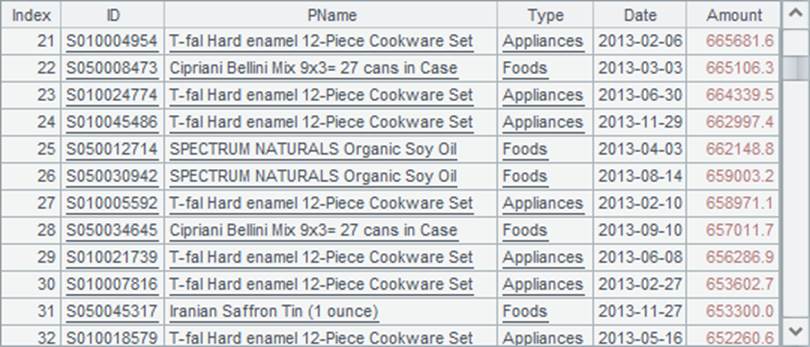 Index ID PName Type Date Amount
21 S010004954 T-fal Hard enamel 12-Piece Cookware Set Appliances 2013-02-06 665681.6
22 S050008473 Cipriani Bellini Mix 9x3= 27 cans in Case Foods 2013-03-03 665106.3
23 S010024774 T-fal Hard enamel 12-Piece Cookware Set Appliances 2013-06-30 664339.5
24 S010045486 T-fal Hard enamel 12-Piece Cookware Set Appliances 2013-11-29 662997.4
25 S050012714 SPECTRUM NATURALS Organic Soy Oil Foods 2013-04-03 662148.8
26 S050030942 SPECTRUM NATURALS Organic Soy Oil Foods 2013-08-14 659003.2
27 S010005592 T-fal Hard enamel 12-Piece Cookware Set Appliances 2013-02-10 658971.1
28 S050034645 Cipriani Bellini Mix 9x3= 27 cans in Case Foods 2013-09-10 657011.7
29 S010021739 T-fal Hard enamel 12-Piece Cookware Set Appliances 2013-06-08 656286.9
30 S010007816 T-fal Hard enamel 12-Piece Cookware Set Appliances 2013-02-27 653602.7
31 S050045317 Iranian Saffron Tin (1 ounce) Foods 2013-11-27 653300.0
32 S010018579 T-fal Hard enamel 12-Piece Cookware Set Appliances 2013-05-16 652260.6